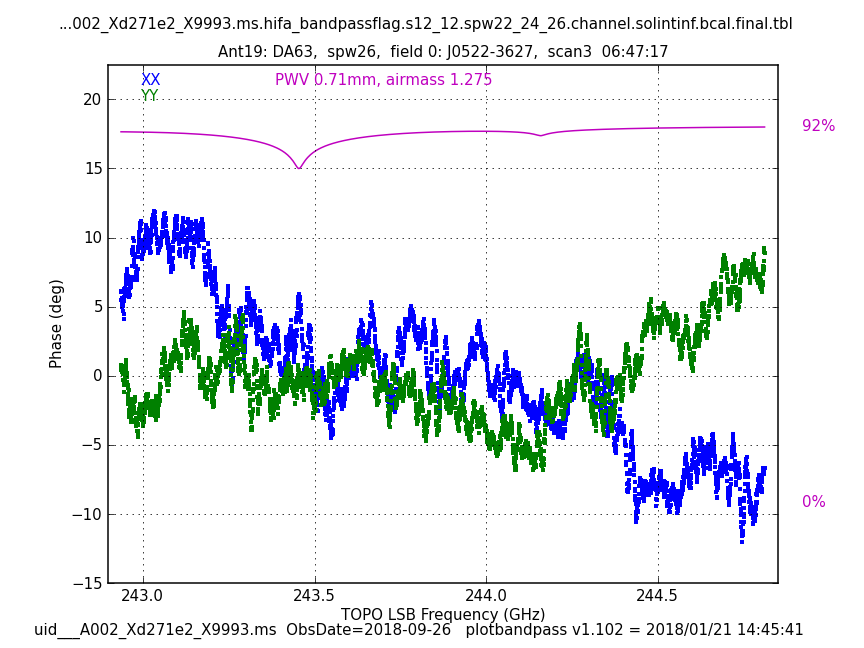 ...002_Xd271e2_X9993.ms.hifa_bandpassflag.s12_12.spw22_24_26.channel.solintinf.bcal.final.tbl
Ant19: DA63,  spw26,  field 0: J0522-3627,  scan3  06:47:17
XX
PWV 0.71mm, airmass 1.275
YY
20
92%
15
10
5
Phase (deg)
0
−5
−10
0%
−15
243.0 243.5 244.0 244.5
TOPO LSB Frequency (GHz)
uid___A002_Xd271e2_X9993.ms  ObsDate=2018-09-26   plotbandpass v1.102 = 2018/01/21 14:45:41